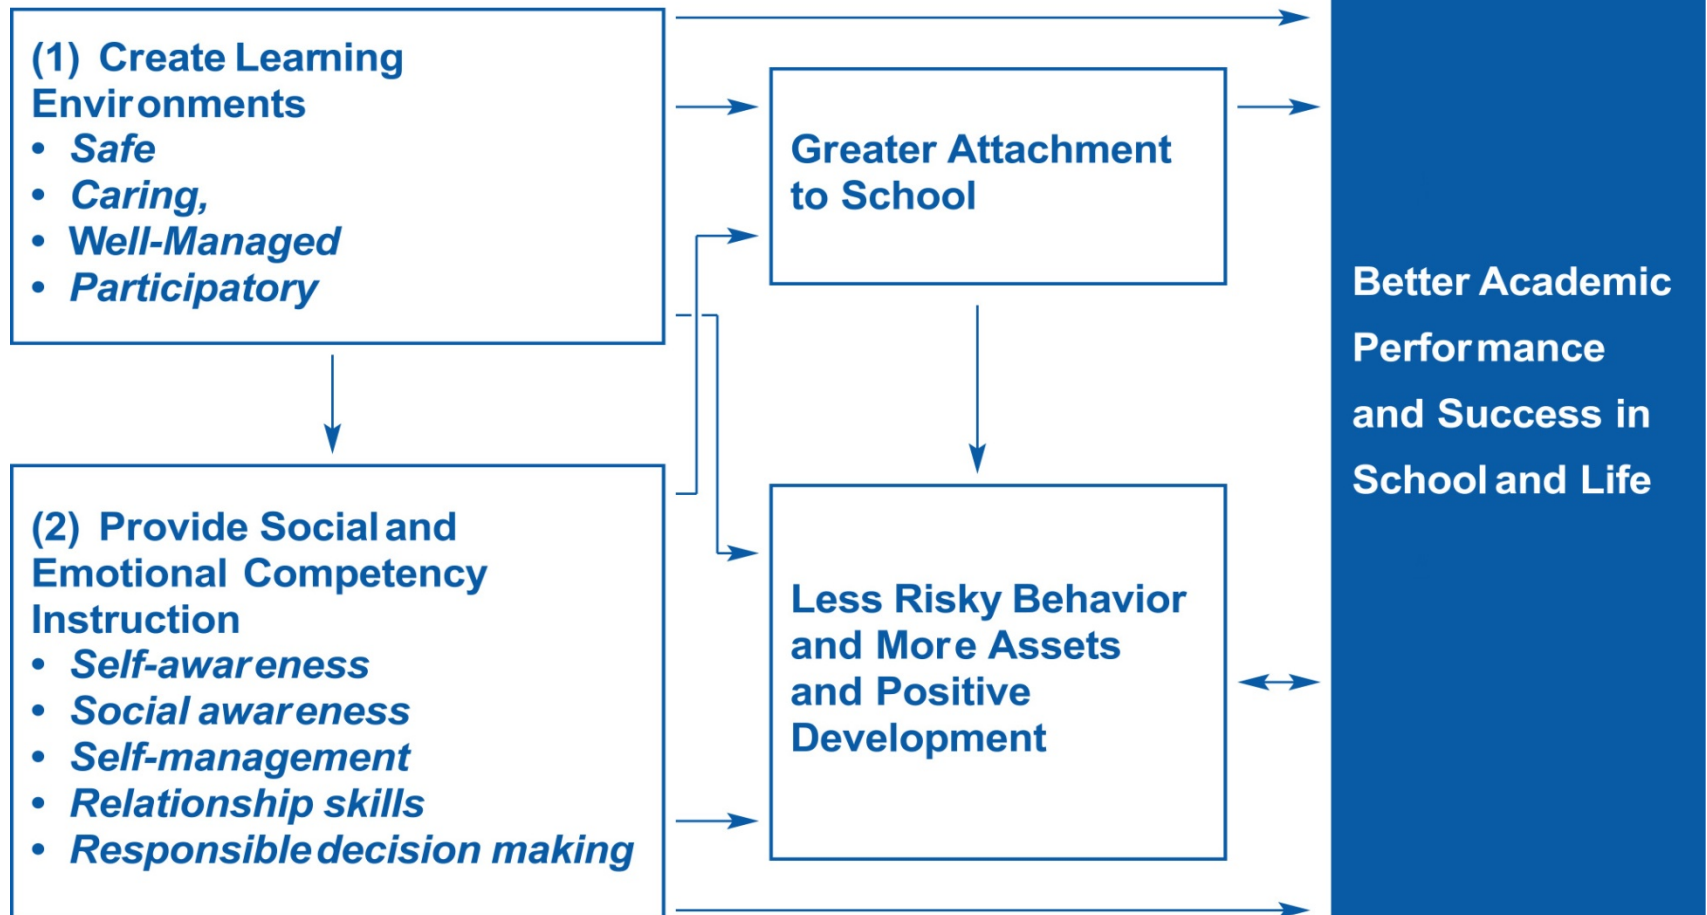 (1) Create Learning
Environments
• Safe
• Caring,
• Well-Managed
• Participatory
(2) Provide Social and
Emotional Competency
Instruction
• Self-awareness
• Social awareness
• Self-management
• Relationship skills
• Responsible decision making
Greater Attachment
to School
Less Risky Behavior
and More Assets
and Positive
Development
Better Academic
Performance
and Success in
School and Life